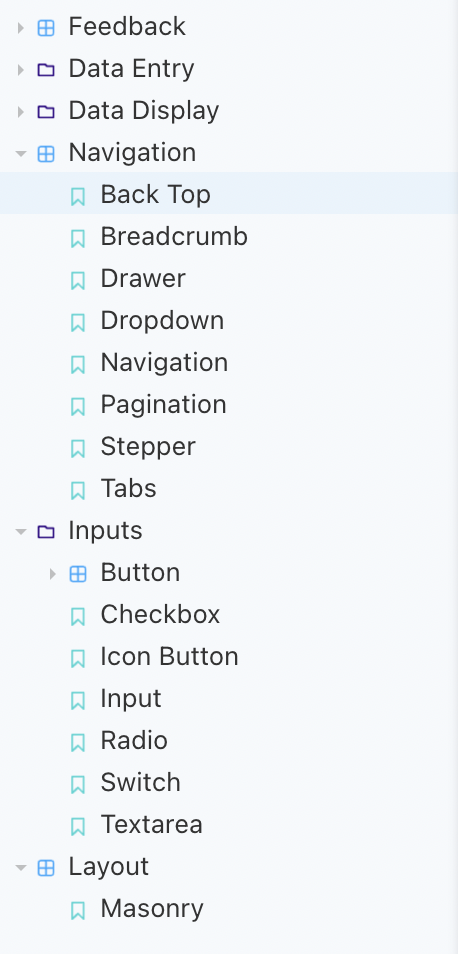 Feedback
Data Entry
Data Display
Navigation
Back Top
Breadcrumb
Drawer
Dropdown
Navigation
Pagination
Stepper
Tabs
Inputs
Button
Checkbox
Icon Button
Input
Radio
Switch
Textarea
Layout
Masonry